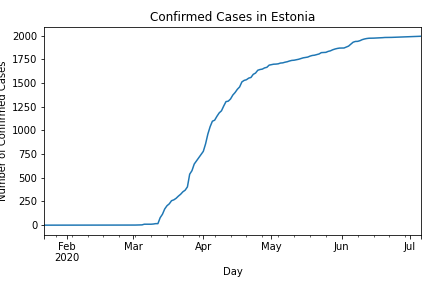 Confirmed Cases in Estonia
Number of Confirmed Cases
2000
1750
1500
1250
1000
750
500
250
0
Feb Mar Apr May Jun Jul
2020
Day